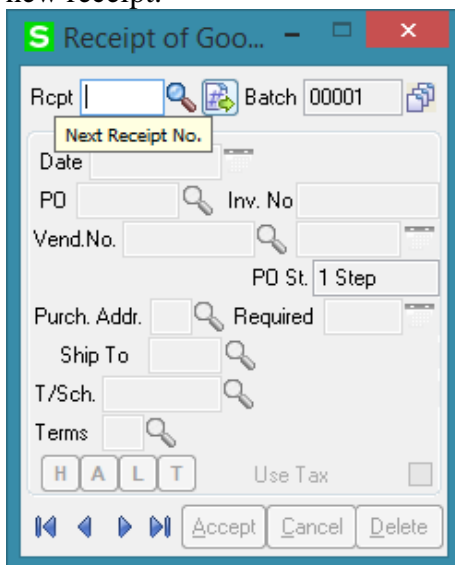 new receipt.
S Receipt of Goo...
Rcpt Batch 00001
Next Receipt No.
Date
PO Inv. No
Vend.No.
PO St. 1 Step
Purch. Addr. Required
Ship To
T/Sch.
Terms
H A L T Use Tax
Accept Cancel Delete